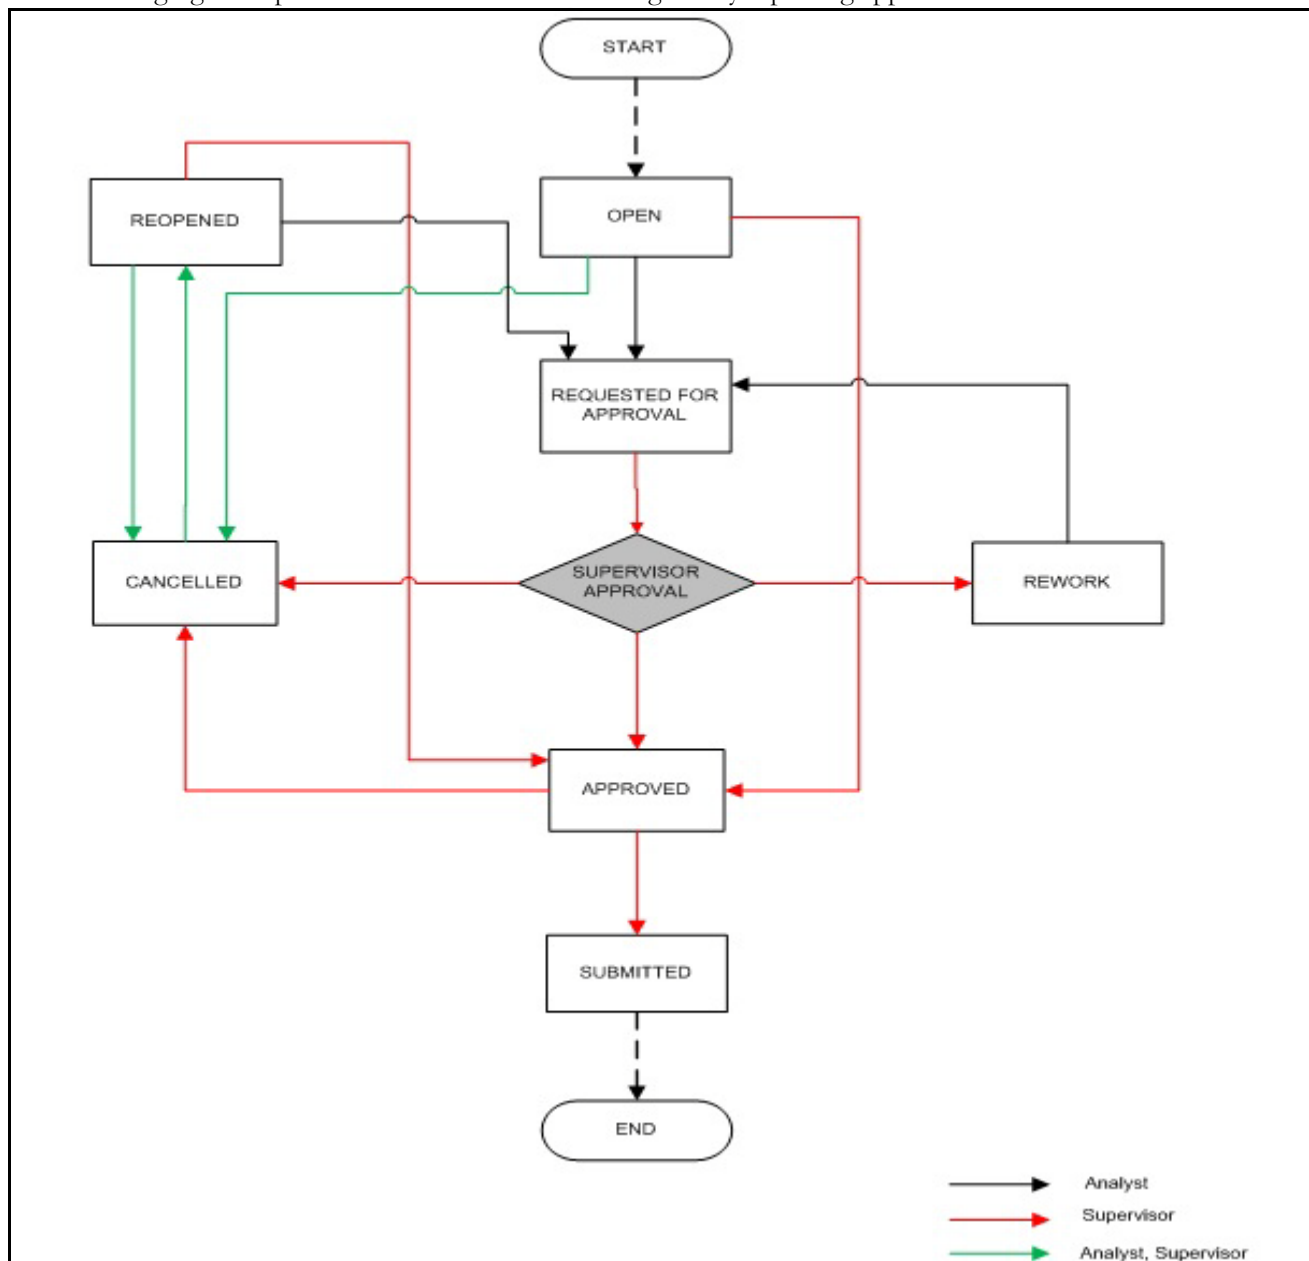 START
REOPENED
OPEN
REQUESTED FOR
APPROVAL
CANCELLED
SUPERVISOR
APPROVAL
REWORK
APPROVED
SUBMITTED
END
Analyst
Supervisor
Analyst, Supervisor